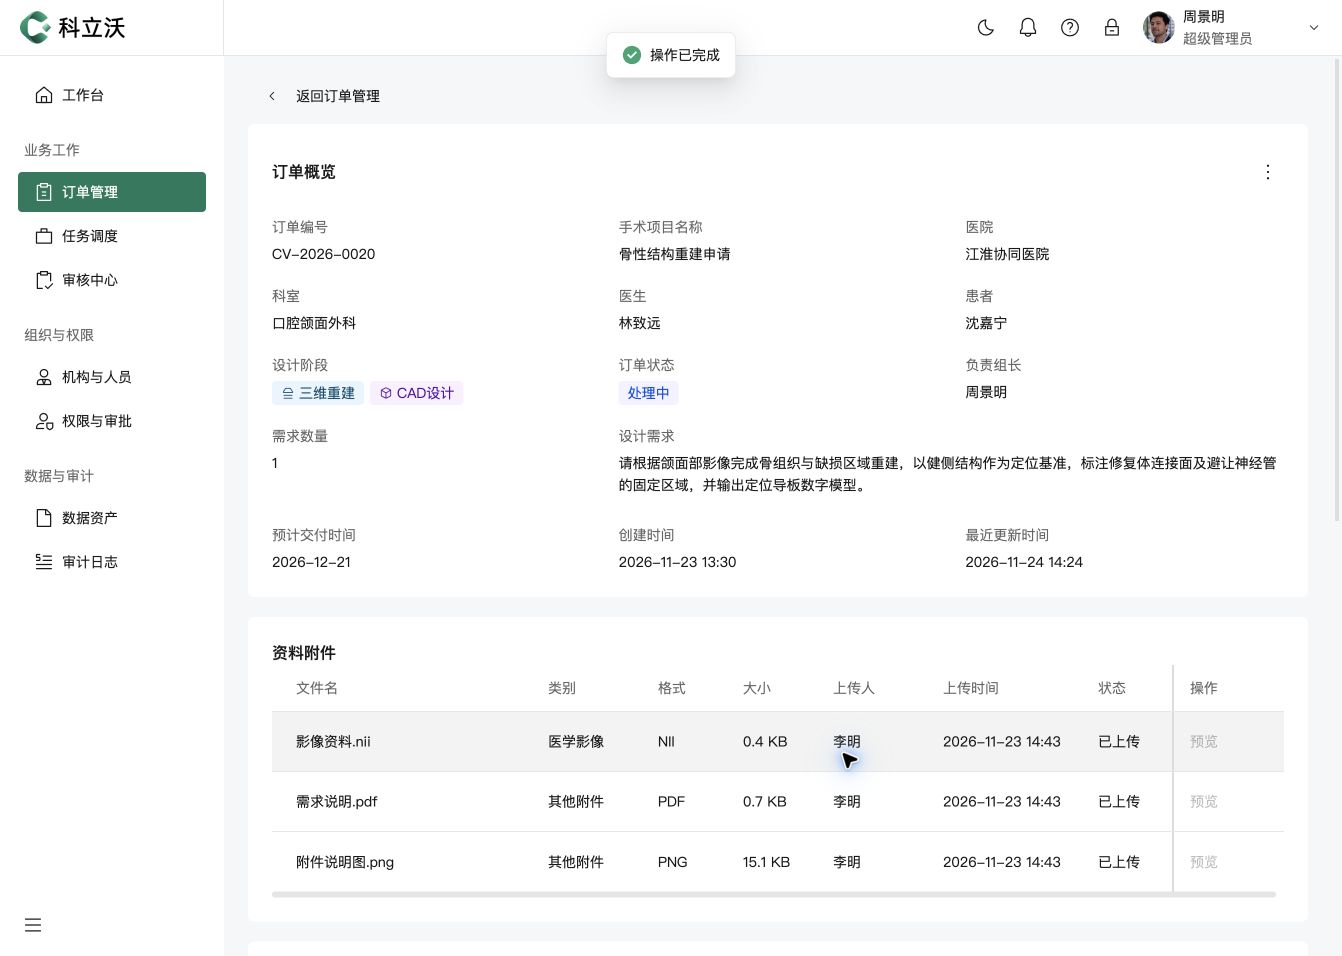 科立沃
周景明
超级管理员
操作已完成
工作台
业务工作
订单管理
任务调度
审核中心
组织与权限
机构与人员
权限与审批
数据与审计
数据资产
审计日志
返回订单管理
订单概览
订单编号 手术项目名称 医院
CV-2026-0020 骨性结构重建申请 江淮协同医院
科室 医生 患者
口腔颌面外科 林致远 沈嘉宁
设计阶段 订单状态 负责组长
三维重建 CAD设计 处理中 周景明
需求数量 设计需求
1 请根据颌面部影像完成骨组织与缺损区域重建，以健侧结构作为定位基准，标注修复体连接面及避让神经管
的固定区域，并输出定位导板数字模型。
预计交付时间 创建时间 最近更新时间
2026-12-21 2026-11-23 13:30 2026-11-24 14:24
资料附件
文件名 类别 格式 大小 上传人 上传时间 状态 操作
影像资料.nii 医学影像 NII 0.4 KB 李明 2026-11-23 14:43 已上传 预览
需求说明.pdf 其他附件 PDF 0.7 KB 李明 2026-11-23 14:43 已上传 预览
附件说明图.png 其他附件 PNG 15.1 KB 李明 2026-11-23 14:43 已上传 预览